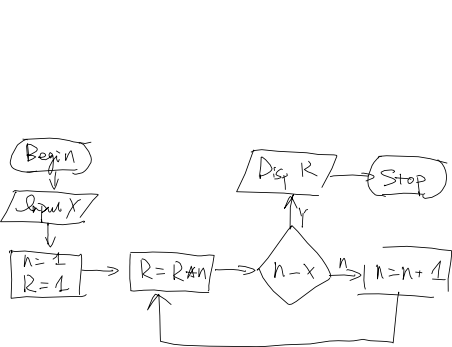 Begin
Input X
n = 1
R = 1
R = R*n
n - x
Y
Disp R
Stop
n
n = n + 1